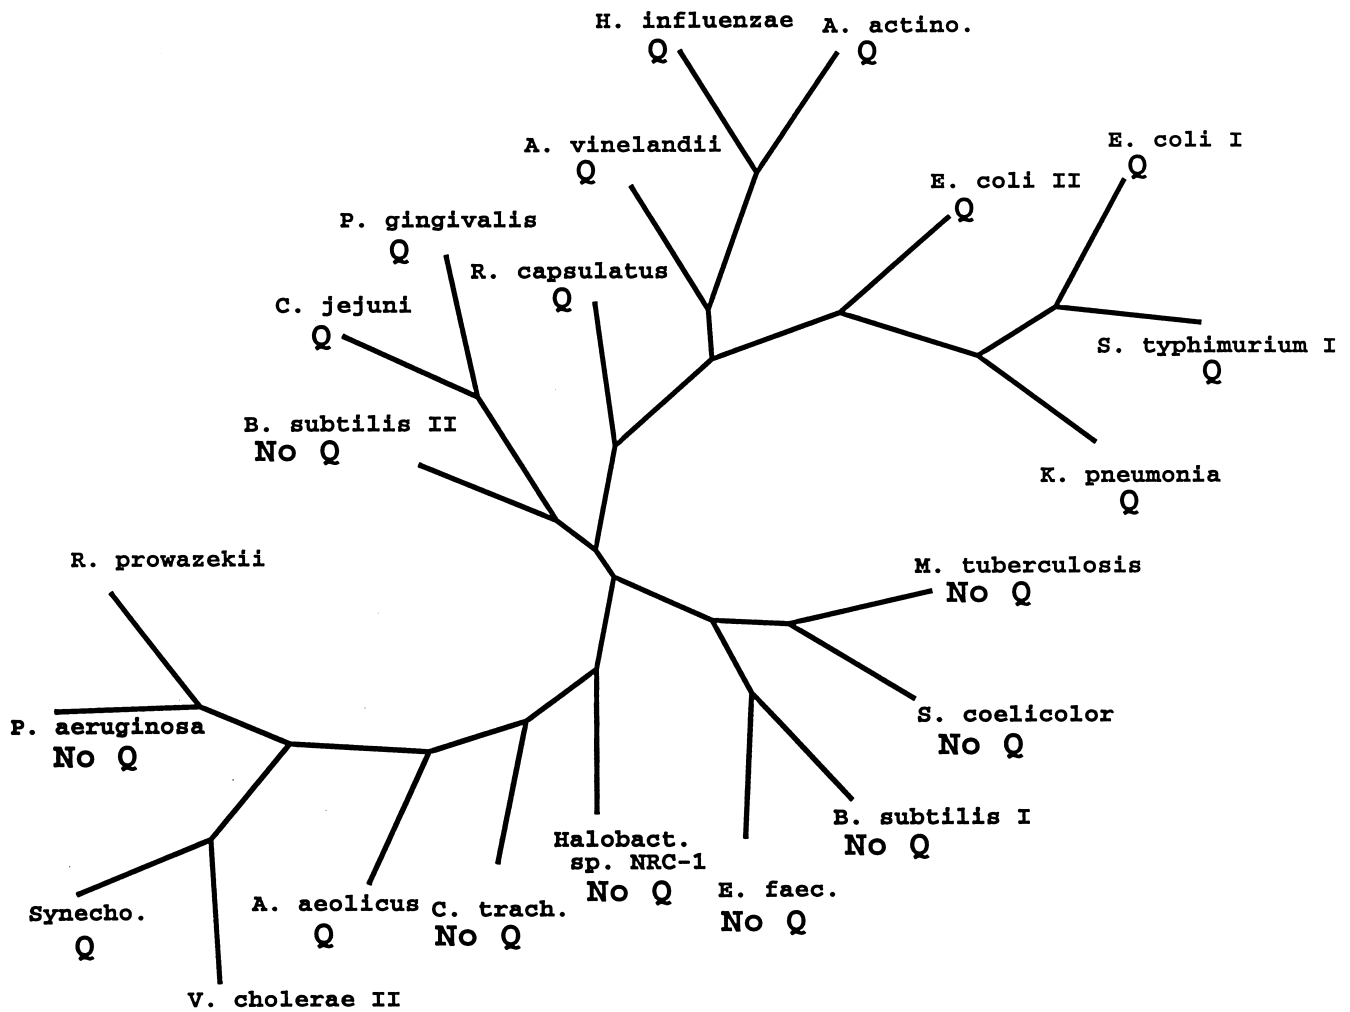 H. influenzae
Q
A. actino.
Q
A. vinelandii
Q
E. coli I
Q
E. coli II
Q
P. gingivalis
Q
R. capsulatus
Q
C. jejuni
Q
S. typhimurium I
Q
B. subtilis II
No Q
K. pneumonia
Q
R. prowazekii
M. tuberculosis
No Q
P. aeruginosa
No Q
S. coelicolor
No Q
B. subtilis I
No Q
Halobact.
sp. NRC-1
No Q
E. faec.
No Q
A. aeolicus
Q
C. trach.
No Q
Synecho.
Q
V. cholerae II